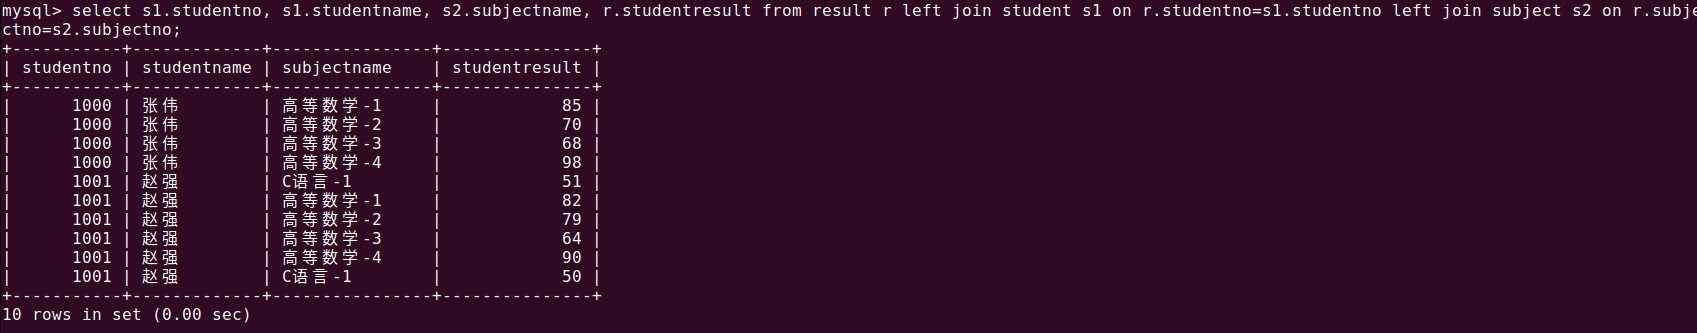 mysql> select s1.studentno, s1.studentname, s2.subjectname, r.studentresult from result r left join student s1 on r.studentno=s1.studentno left join subject s2 on r.subje
ctno=s2.subjectno;
+-----------+-------------+----------------+---------------+
| studentno | studentname | subjectname    | studentresult |
+-----------+-------------+----------------+---------------+
|      1000 | 张伟        | 高等数学-1     |            85 |
|      1000 | 张伟        | 高等数学-2     |            70 |
|      1000 | 张伟        | 高等数学-3     |            68 |
|      1000 | 张伟        | 高等数学-4     |            98 |
|      1001 | 赵强        | C语言-1        |            51 |
|      1001 | 赵强        | 高等数学-1     |            82 |
|      1001 | 赵强        | 高等数学-2     |            79 |
|      1001 | 赵强        | 高等数学-3     |            64 |
|      1001 | 赵强        | 高等数学-4     |            90 |
|      1001 | 赵强        | C语言-1        |            50 |
+-----------+-------------+----------------+---------------+
10 rows in set (0.00 sec)